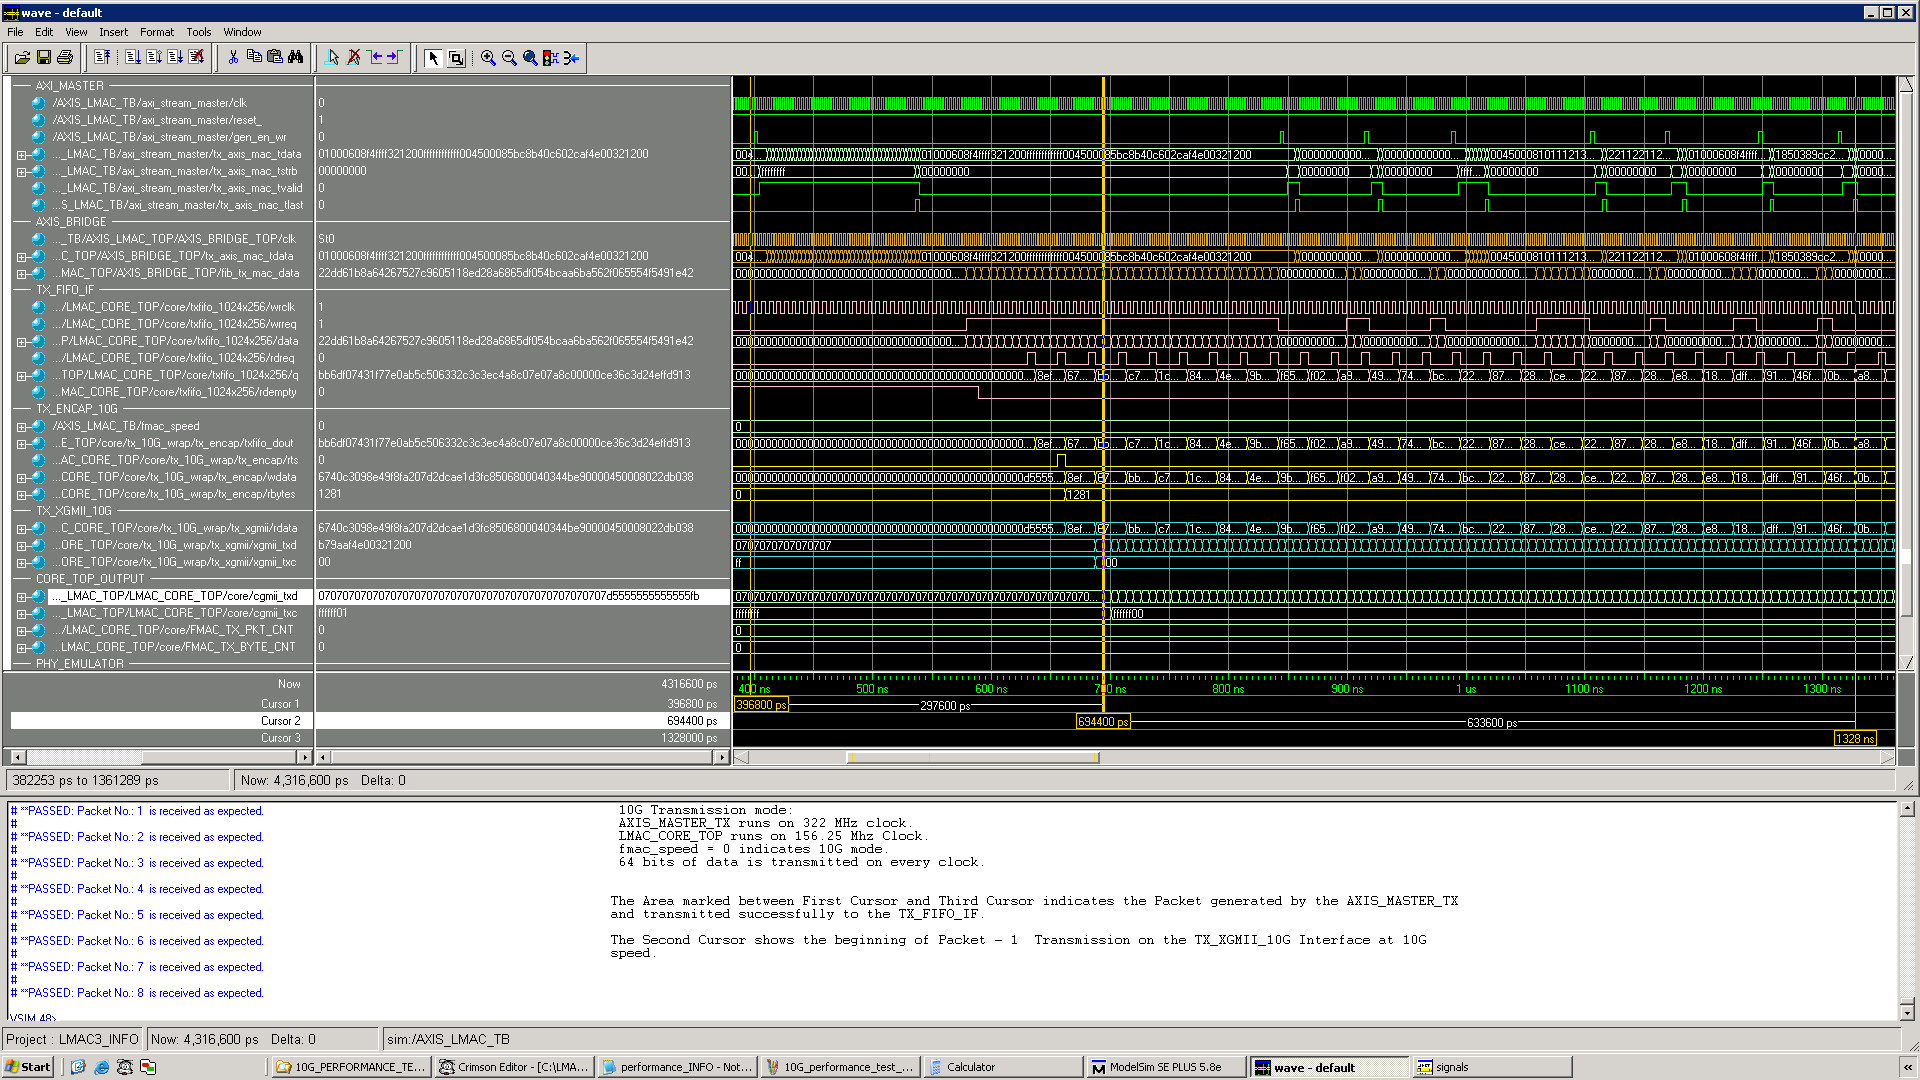 wave - default
File Edit View Insert Format Tools Window
AXI_MASTER
/AXIS_LMAC_TB/axi_stream_master/clk 0
/AXIS_LMAC_TB/axi_stream_master/reset_ 1
/AXIS_LMAC_TB/axi_stream_master/gen_en_wr 0
..._LMAC_TB/axi_stream_master/tx_axis_mac_tdata 01000608f4ffff321200ffffffffffff004500085bc8b40c602caf4e00321200
..._LMAC_TB/axi_stream_master/tx_axis_mac_tstrb 00000000
..._LMAC_TB/axi_stream_master/tx_axis_mac_tvalid 0
...S_LMAC_TB/axi_stream_master/tx_axis_mac_tlast 0
AXIS_BRIDGE
..._TB/AXIS_LMAC_TOP/AXIS_BRIDGE_TOP/clk St0
...C_TOP/AXIS_BRIDGE_TOP/tx_axis_mac_tdata 01000608f4ffff321200ffffffffffff004500085bc8b40c602caf4e00321200
...MAC_TOP/AXIS_BRIDGE_TOP/fib_tx_mac_data 22dd61b8a64267527c9605118ed28a6865df054bcaa6ba562f065554f5491e42
TX_FIFO_IF
.../LMAC_CORE_TOP/core/txfifo_1024x256/wrclk 1
.../LMAC_CORE_TOP/core/txfifo_1024x256/wrreq 1
...P/LMAC_CORE_TOP/core/txfifo_1024x256/data 22dd61b8a64267527c9605118ed28a6865df054bcaa6ba562f065554f5491e42
.../LMAC_CORE_TOP/core/txfifo_1024x256/rdreq 0
...TOP/LMAC_CORE_TOP/core/txfifo_1024x256/q bb6df07431f77e0ab5c506332c3c3ec4a8c07e07a8c00000ce36c3d24effd913
...MAC_CORE_TOP/core/txfifo_1024x256/rdempty 0
TX_ENCAP_10G
/AXIS_LMAC_TB/fmac_speed 0
...E_TOP/core/tx_10G_wrap/tx_encap/txfifo_dout bb6df07431f77e0ab5c506332c3c3ec4a8c07e07a8c00000ce36c3d24effd913
...AC_CORE_TOP/core/tx_10G_wrap/tx_encap/rts 0
...CORE_TOP/core/tx_10G_wrap/tx_encap/wdata 6740c3098e49f8fa207d2dcae1d3fc8506800040344be90000450008022db038
...CORE_TOP/core/tx_10G_wrap/tx_encap/rbytes 1281
TX_XGMII_10G
...C_CORE_TOP/core/tx_10G_wrap/tx_xgmii/rdata 6740c3098e49f8fa207d2dcae1d3fc8506800040344be90000450008022db038
...ORE_TOP/core/tx_10G_wrap/tx_xgmii/xgmii_txd b79aaf4e00321200
...ORE_TOP/core/tx_10G_wrap/tx_xgmii/xgmii_txc 00
CORE_TOP_OUTPUT
..._LMAC_TOP/LMAC_CORE_TOP/core/cgmii_txd 070707070707070707070707070707070707070707070707d5555555555555fb
..._LMAC_TOP/LMAC_CORE_TOP/core/cgmii_txc ffffff01
.../LMAC_CORE_TOP/core/FMAC_TX_PKT_CNT 0
...LMAC_CORE_TOP/core/FMAC_TX_BYTE_CNT 0
PHY_EMULATOR
Now 4316600 ps
Cursor 1 396800 ps
Cursor 2 694400 ps
Cursor 3 1328000 ps
400 ns 500 ns 600 ns 700 ns 800 ns 900 ns 1 us 1100 ns 1200 ns 1300 ns
396800 ps 297600 ps
694400 ps 633600 ps
1328 ns
382253 ps to 1361289 ps Now: 4,316,600 ps Delta: 0
# **PASSED: Packet No.: 1 is received as expected.
#
# **PASSED: Packet No.: 2 is received as expected.
#
# **PASSED: Packet No.: 3 is received as expected.
#
# **PASSED: Packet No.: 4 is received as expected.
#
# **PASSED: Packet No.: 5 is received as expected.
#
# **PASSED: Packet No.: 6 is received as expected.
#
# **PASSED: Packet No.: 7 is received as expected.
#
# **PASSED: Packet No.: 8 is received as expected.
VSIM 48>
10G Transmission mode:
AXIS_MASTER_TX runs on 322 MHz clock.
LMAC_CORE_TOP runs on 156.25 Mhz Clock.
fmac_speed = 0 indicates 10G mode.
64 bits of data is transmitted on every clock.
The Area marked between First Cursor and Third Cursor indicates the Packet generated by the AXIS_MASTER_TX
and transmitted successfully to the TX_FIFO_IF.
The Second Cursor shows the beginning of Packet - 1 Transmission on the TX_XGMII_10G Interface at 10G
speed.
Project : LMAC3_INFO Now: 4,316,600 ps Delta: 0 sim:/AXIS_LMAC_TB
Start 10G_PERFORMANCE_TE... Crimson Editor - [C:\LMA... performance_INFO - Not... 10G_performance_test_... Calculator ModelSim SE PLUS 5.8e wave - default signals